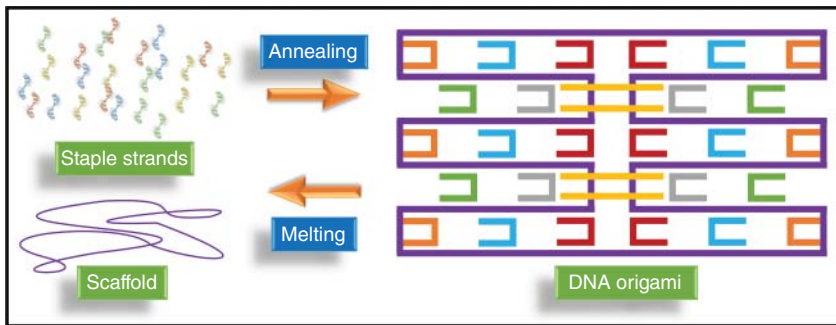 Staple strands
Annealing
Melting
Scaffold
DNA origami